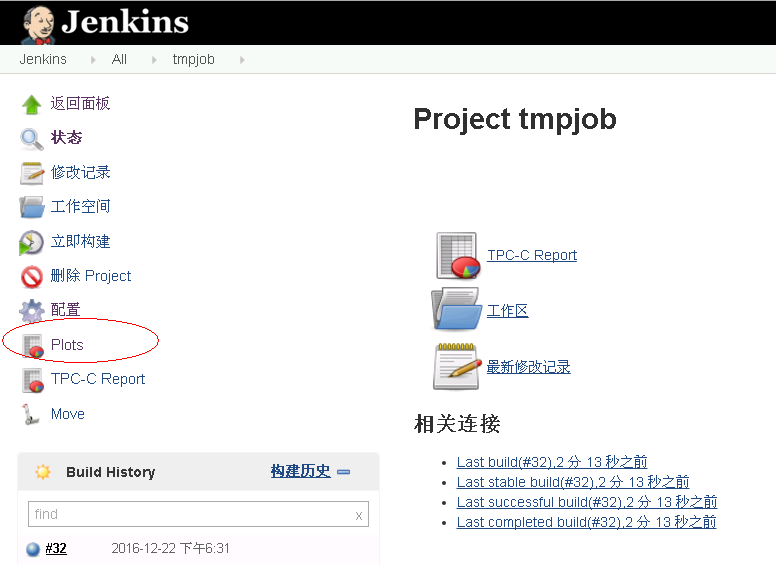 Jenkins
Jenkins All tmpjob
返回面板
状态
修改记录
工作空间
立即构建
删除 Project
配置
Plots
TPC-C Report
Move
Build History 构建历史
find x
#32 2016-12-22 下午6:31
Project tmpjob
TPC-C Report
工作区
最新修改记录
相关连接
Last build(#32),2 分 13 秒之前
Last stable build(#32),2 分 13 秒之前
Last successful build(#32),2 分 13 秒之前
Last completed build(#32),2 分 13 秒之前